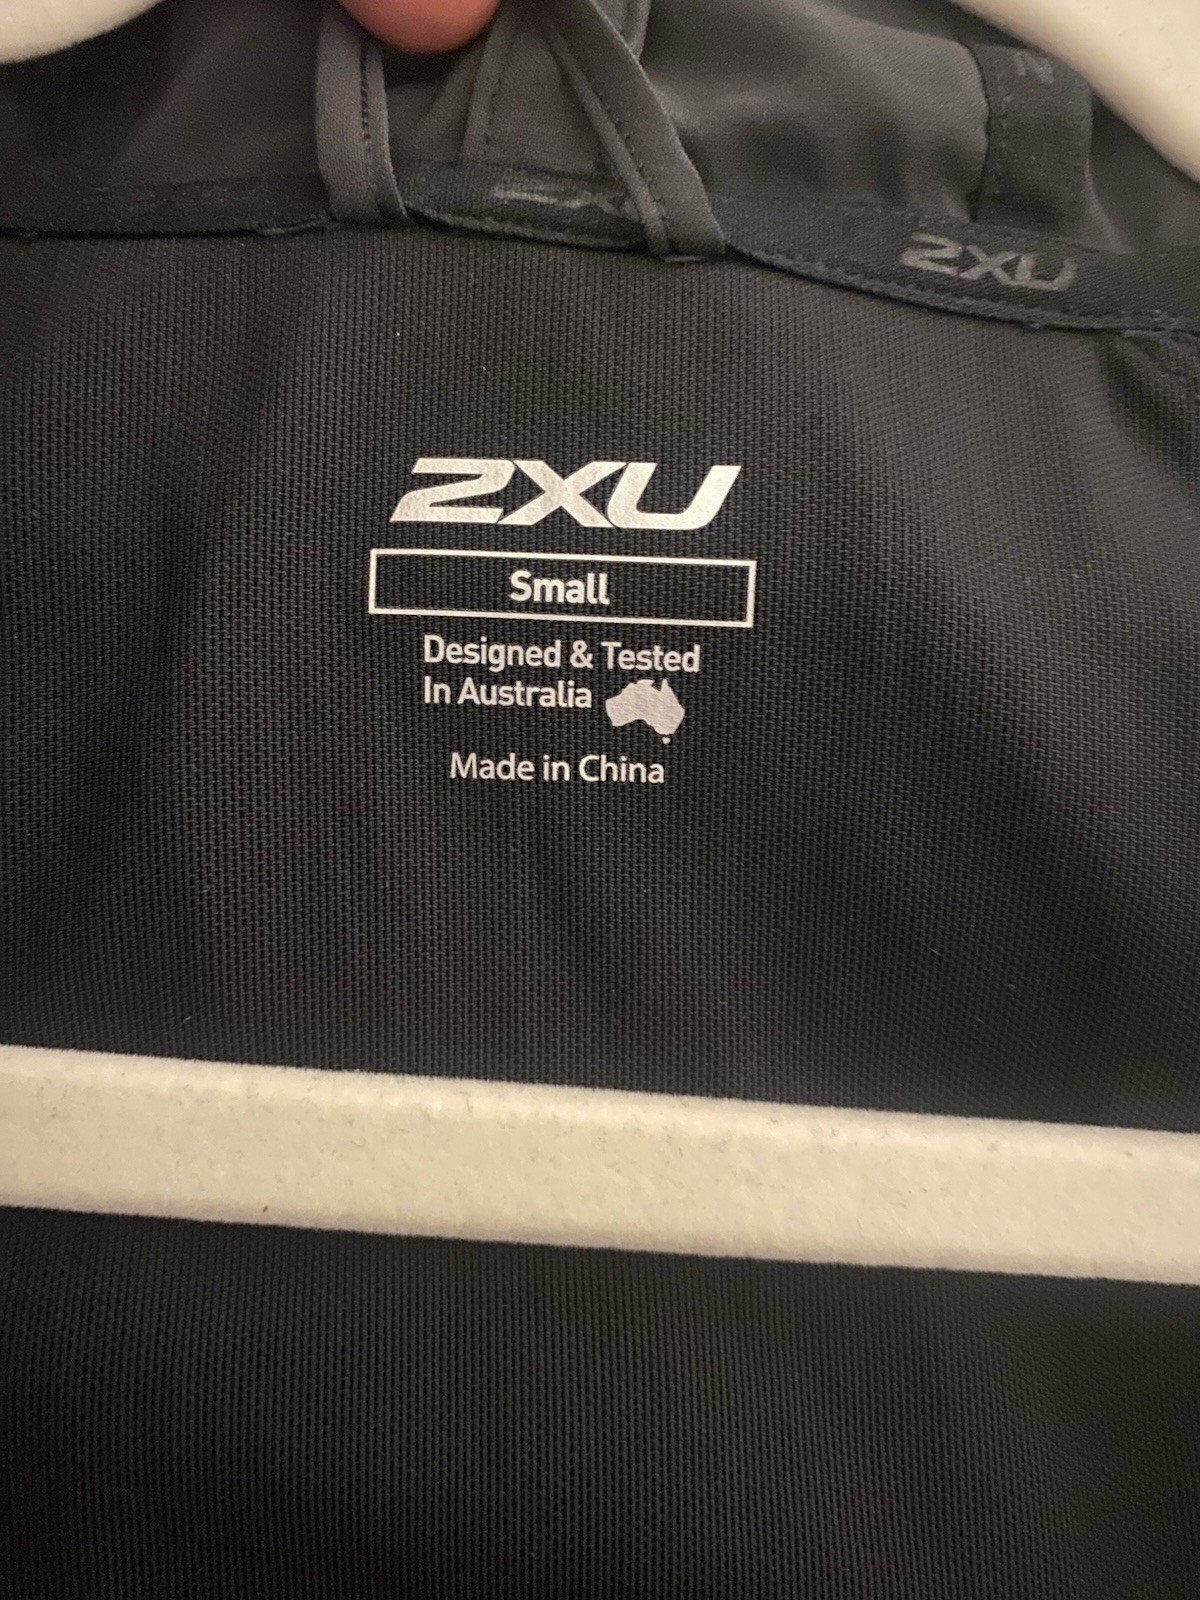 2XU
2XU
Small
Designed & Tested
In Australia
Made in China